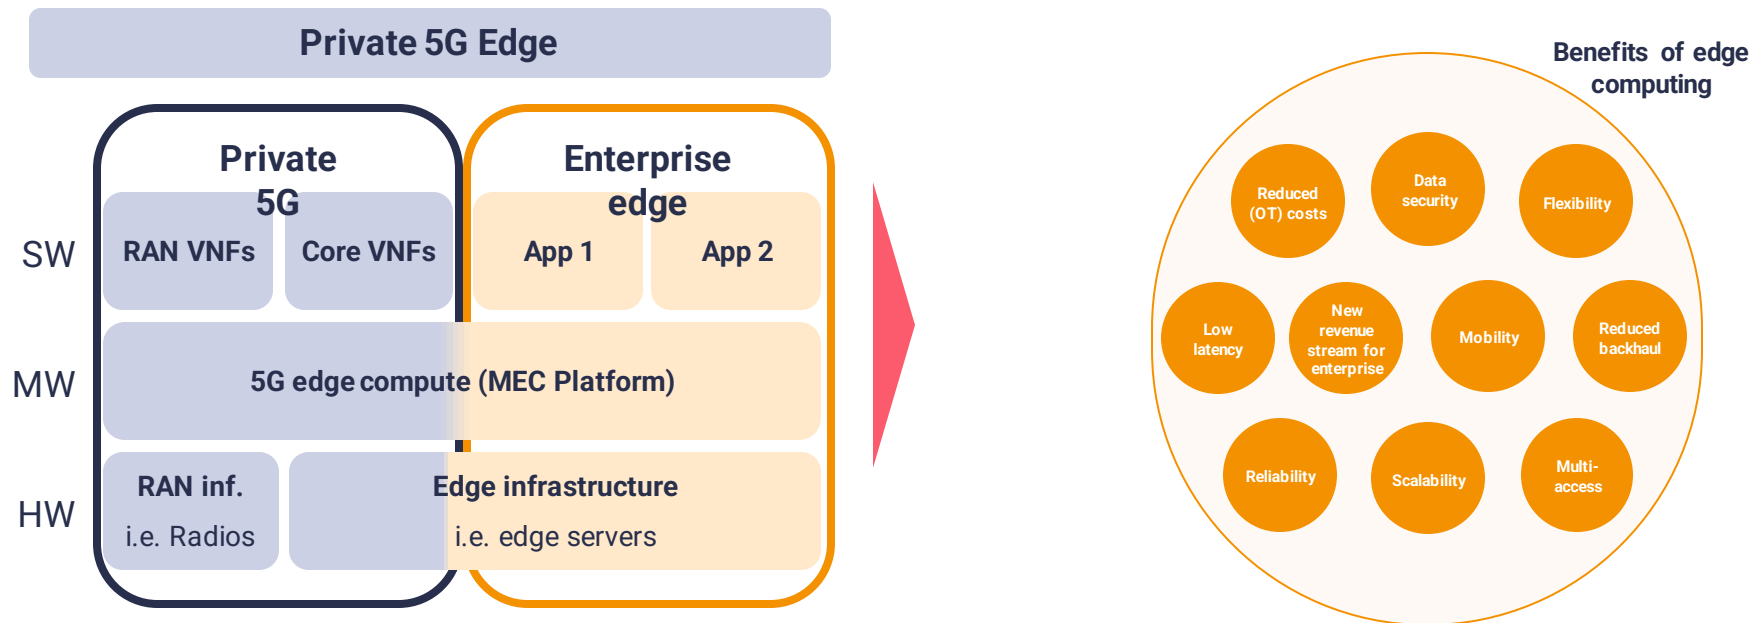 Private 5G Edge
Private
5G
Enterprise
edge
SW
RAN VNFs
Core VNFs
App 1
App 2
MW
5G edge compute (MEC Platform)
HW
RAN inf.
i.e. Radios
Edge infrastructure
i.e. edge servers
Benefits of edge
computing
Reduced
(OT) costs
Data
security
Flexibility
Low
latency
New
revenue
stream for
enterprise
Mobility
Reduced
backhaul
Reliability
Scalability
Multi-
access